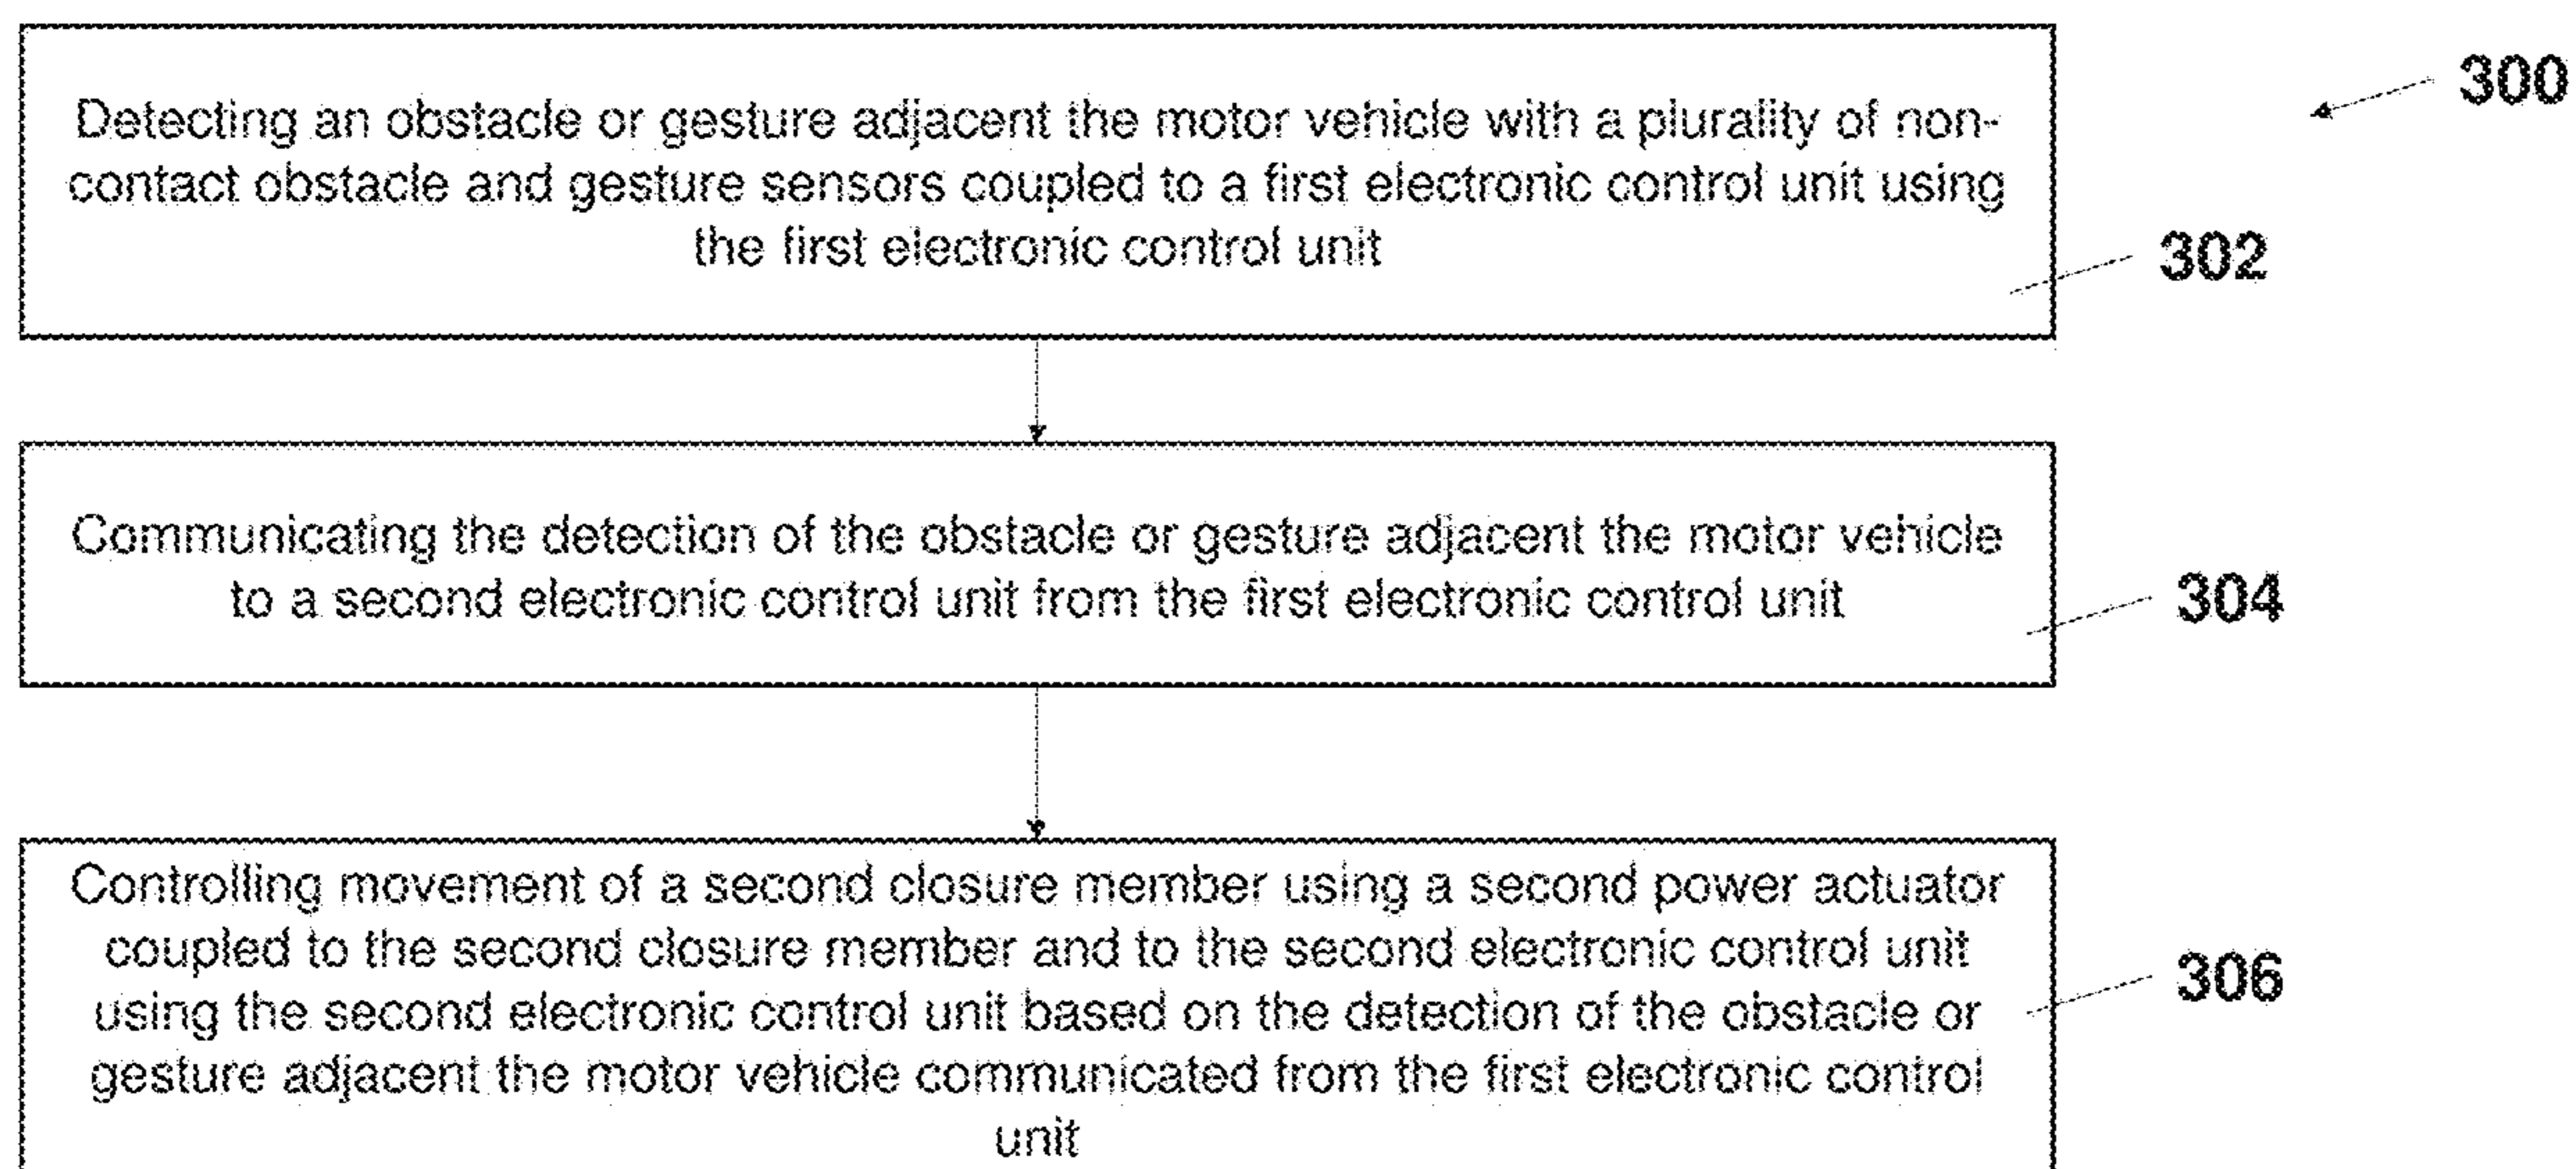 300
Detecting an obstacle or gesture adjacent the motor vehicle with a plurality of non-
contact obstacle and gesture sensors coupled to a first electronic control unit using
the first electronic control unit
302
Communicating the detection of the obstacle or gesture adjacent the motor vehicle
to a second electronic control unit from the first electronic control unit
304
Controlling movement of a second closure member using a second power actuator
coupled to the second closure member and to the second electronic control unit
using the second electronic control unit based on the detection of the obstacle or
gesture adjacent the motor vehicle communicated from the first electronic control
unit
306